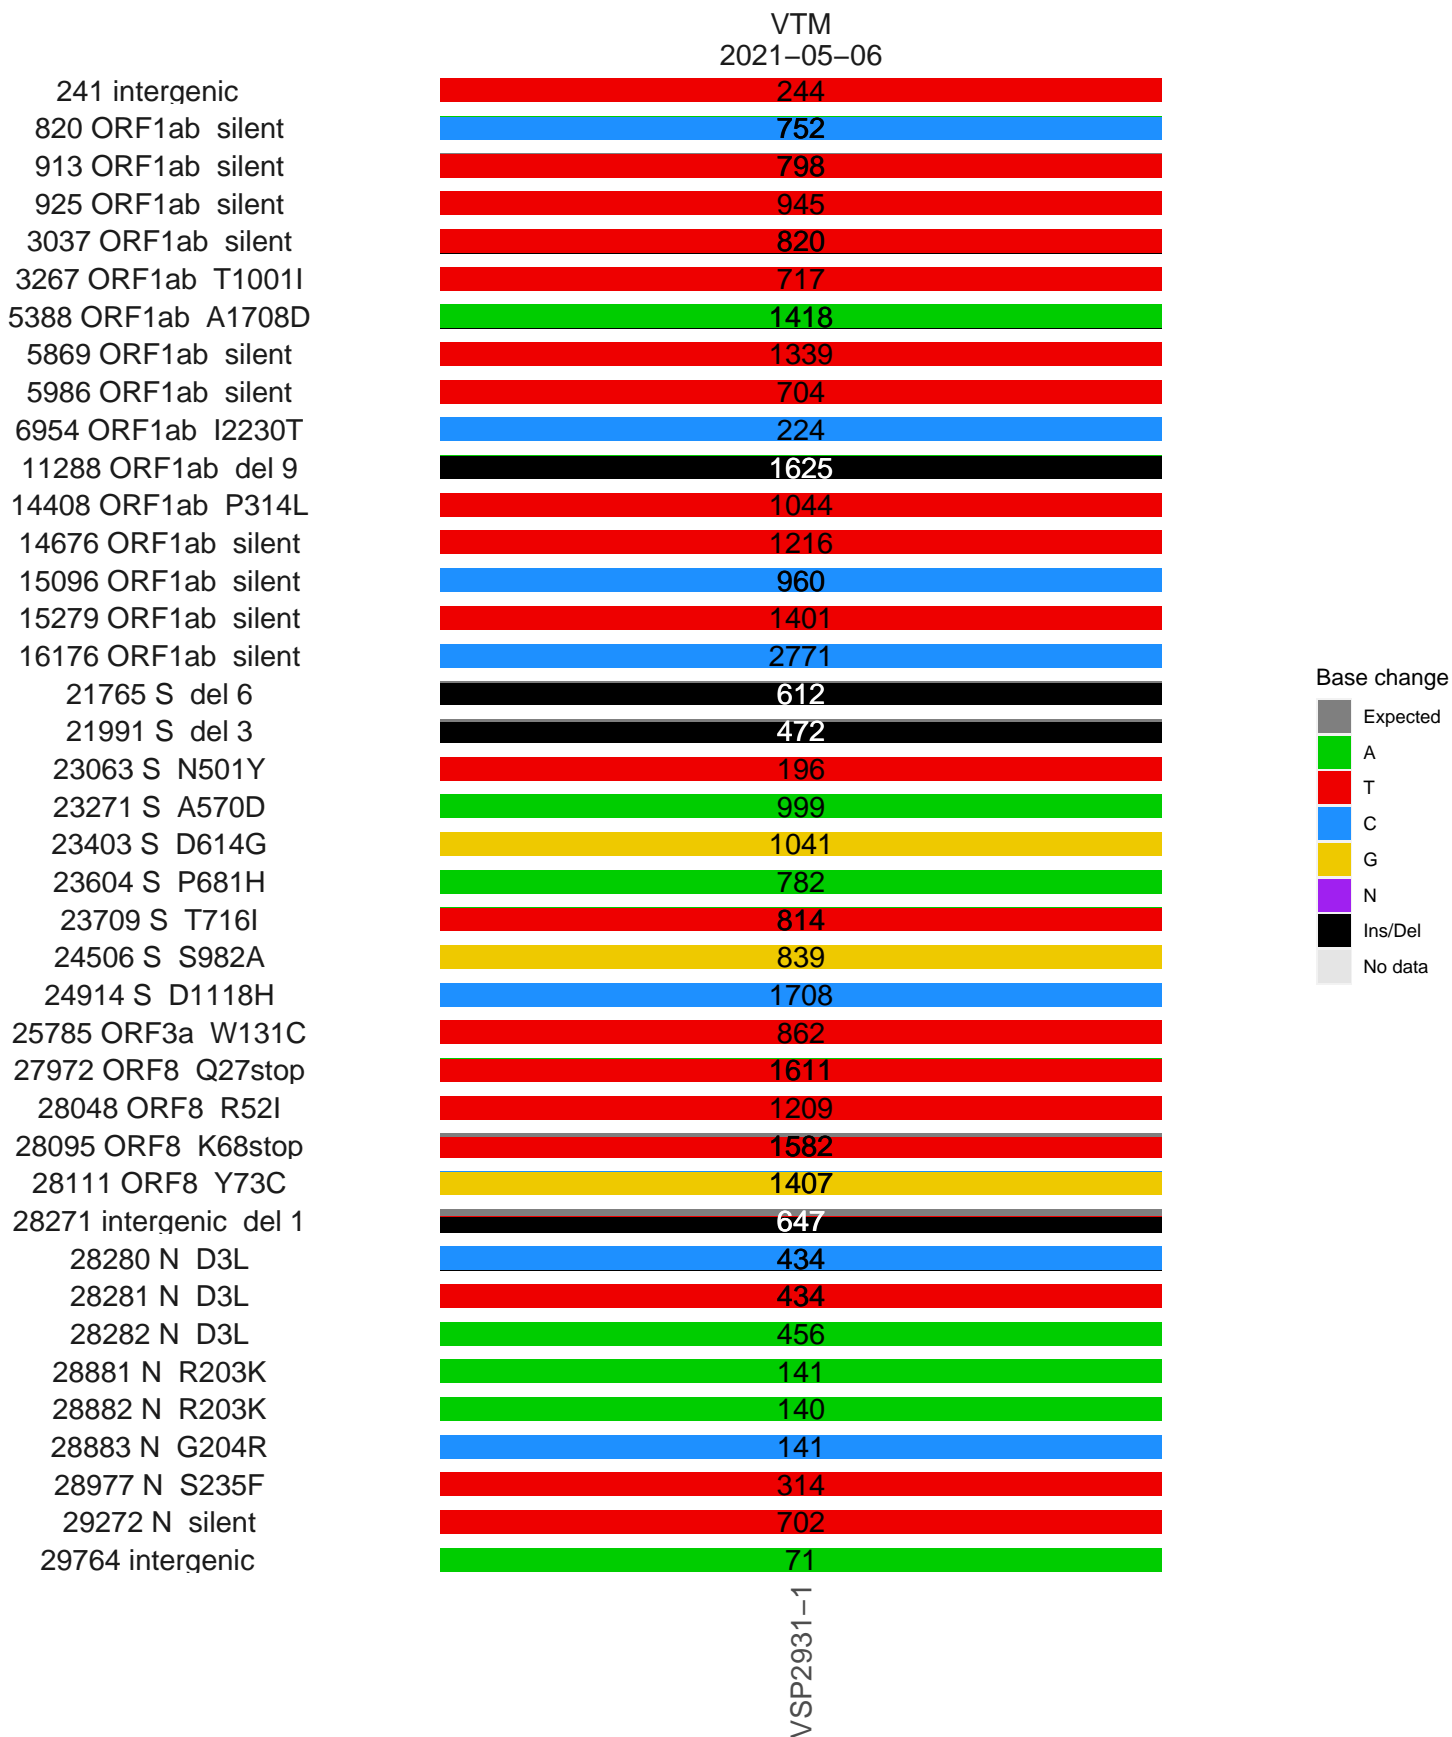 VTM
2021−05−06
241 intergenic 244
820 ORF1ab silent 752
913 ORF1ab silent 798
925 ORF1ab silent 945
3037 ORF1ab silent 820
3267 ORF1ab T1001I 717
5388 ORF1ab A1708D 1418
5869 ORF1ab silent 1339
5986 ORF1ab silent 704
6954 ORF1ab I2230T 224
11288 ORF1ab del 9 1625
14408 ORF1ab P314L 1044
14676 ORF1ab silent 1216
15096 ORF1ab silent 960
15279 ORF1ab silent 1401
16176 ORF1ab silent 2771
21765 S del 6 612
21991 S del 3 472
23063 S N501Y 196
23271 S A570D 999
23403 S D614G 1041
23604 S P681H 782
23709 S T716I 814
24506 S S982A 839
24914 S D1118H 1708
25785 ORF3a W131C 862
27972 ORF8 Q27stop 1611
28048 ORF8 R52I 1209
28095 ORF8 K68stop 1582
28111 ORF8 Y73C 1407
28271 intergenic del 1 647
28280 N D3L 434
28281 N D3L 434
28282 N D3L 456
28881 N R203K 141
28882 N R203K 140
28883 N G204R 141
28977 N S235F 314
29272 N silent 702
29764 intergenic 71
VSP2931−1
Base change
Expected
A
T
C
G
N
Ins/Del
No data